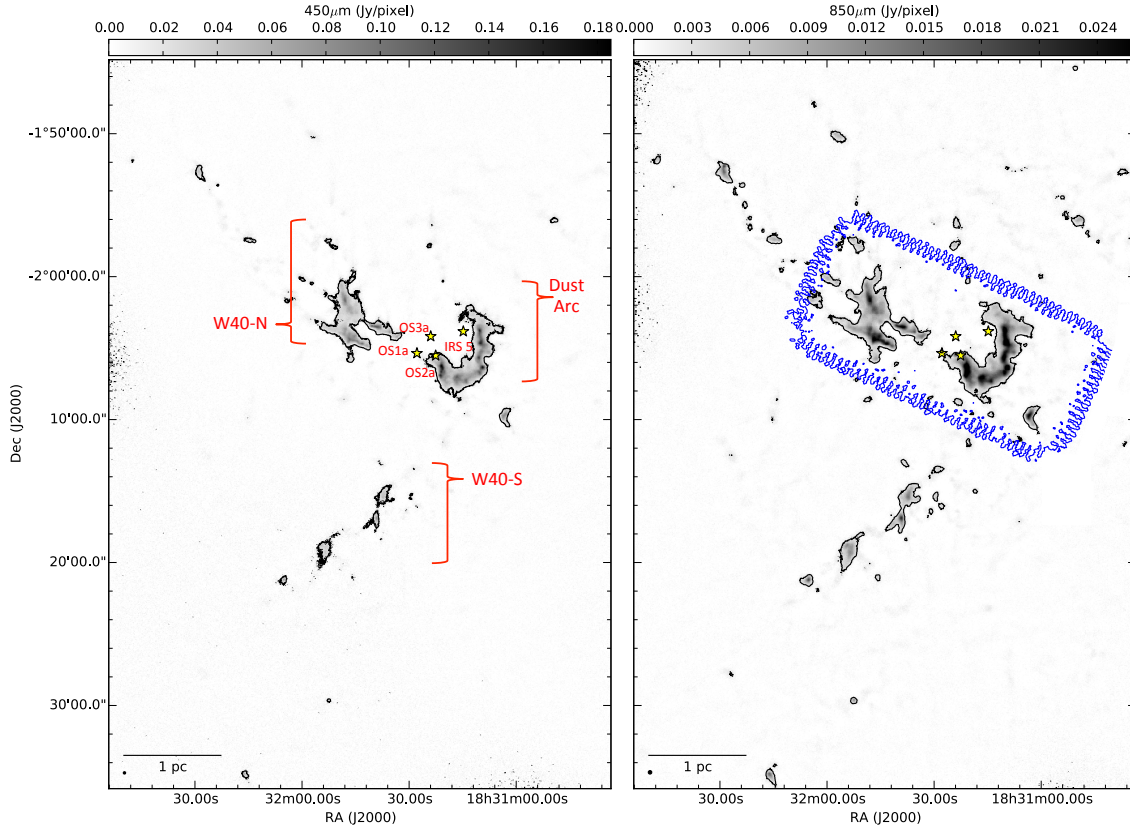 450μm (Jy/pixel)
0.00 0.02 0.04 0.06 0.08 0.10 0.12 0.14 0.16 0.18
850μm (Jy/pixel)
0.000 0.003 0.006 0.009 0.012 0.015 0.018 0.021 0.024
-1°50'00.0"
-2°00'00.0"
10'00.0"
20'00.0"
30'00.0"
Dec (J2000)
W40-N
Dust
Arc
OS3a
IRS 5
OS1a
OS2a
W40-S
1 pc
30.00s 32m00.00s 30.00s 18h31m00.00s
RA (J2000)
1 pc
30.00s 32m00.00s 30.00s 18h31m00.00s
RA (J2000)